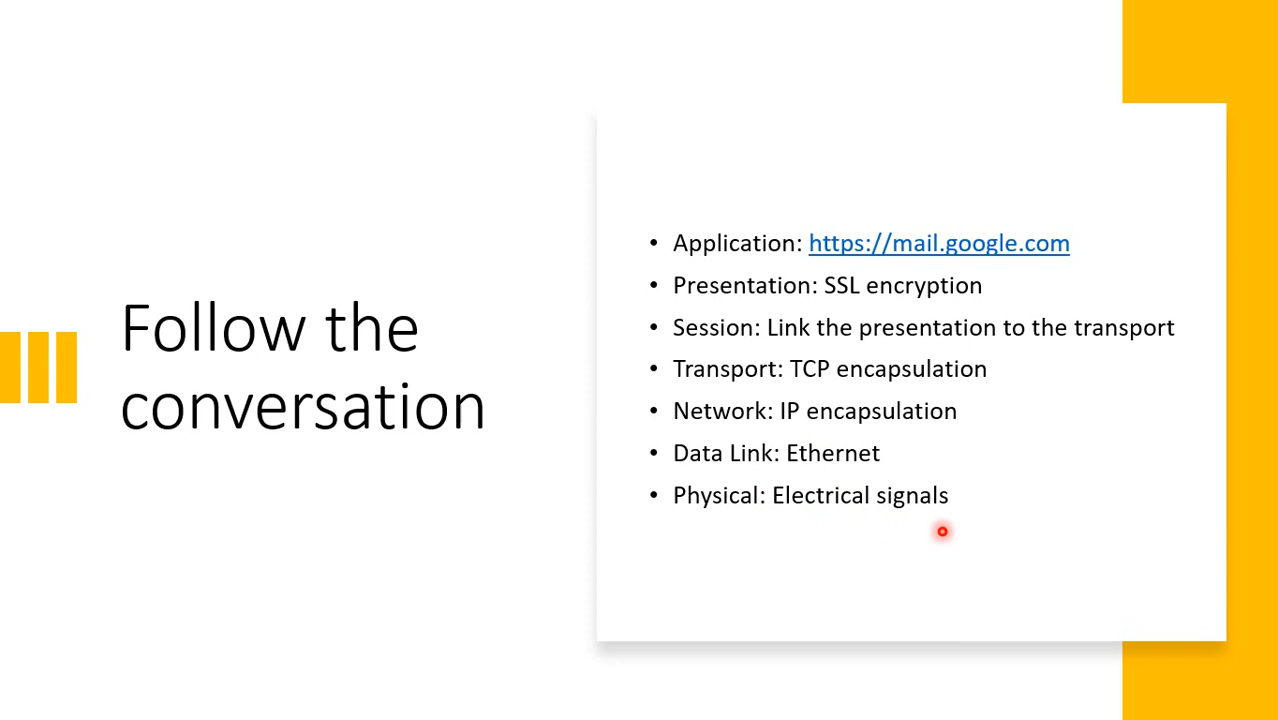 Follow the
conversation
• Application: https://mail.google.com
• Presentation: SSL encryption
• Session: Link the presentation to the transport
• Transport: TCP encapsulation
• Network: IP encapsulation
• Data Link: Ethernet
• Physical: Electrical signals